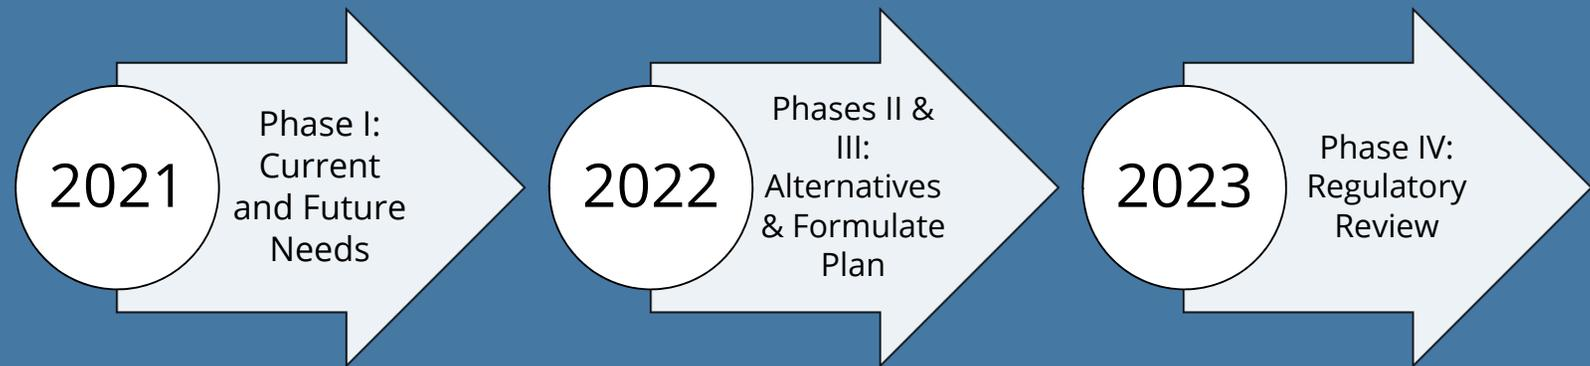 2021
Phase I:
Current
and Future
Needs
2022
Phases II &
III:
Alternatives
& Formulate
Plan
2023
Phase IV:
Regulatory
Review